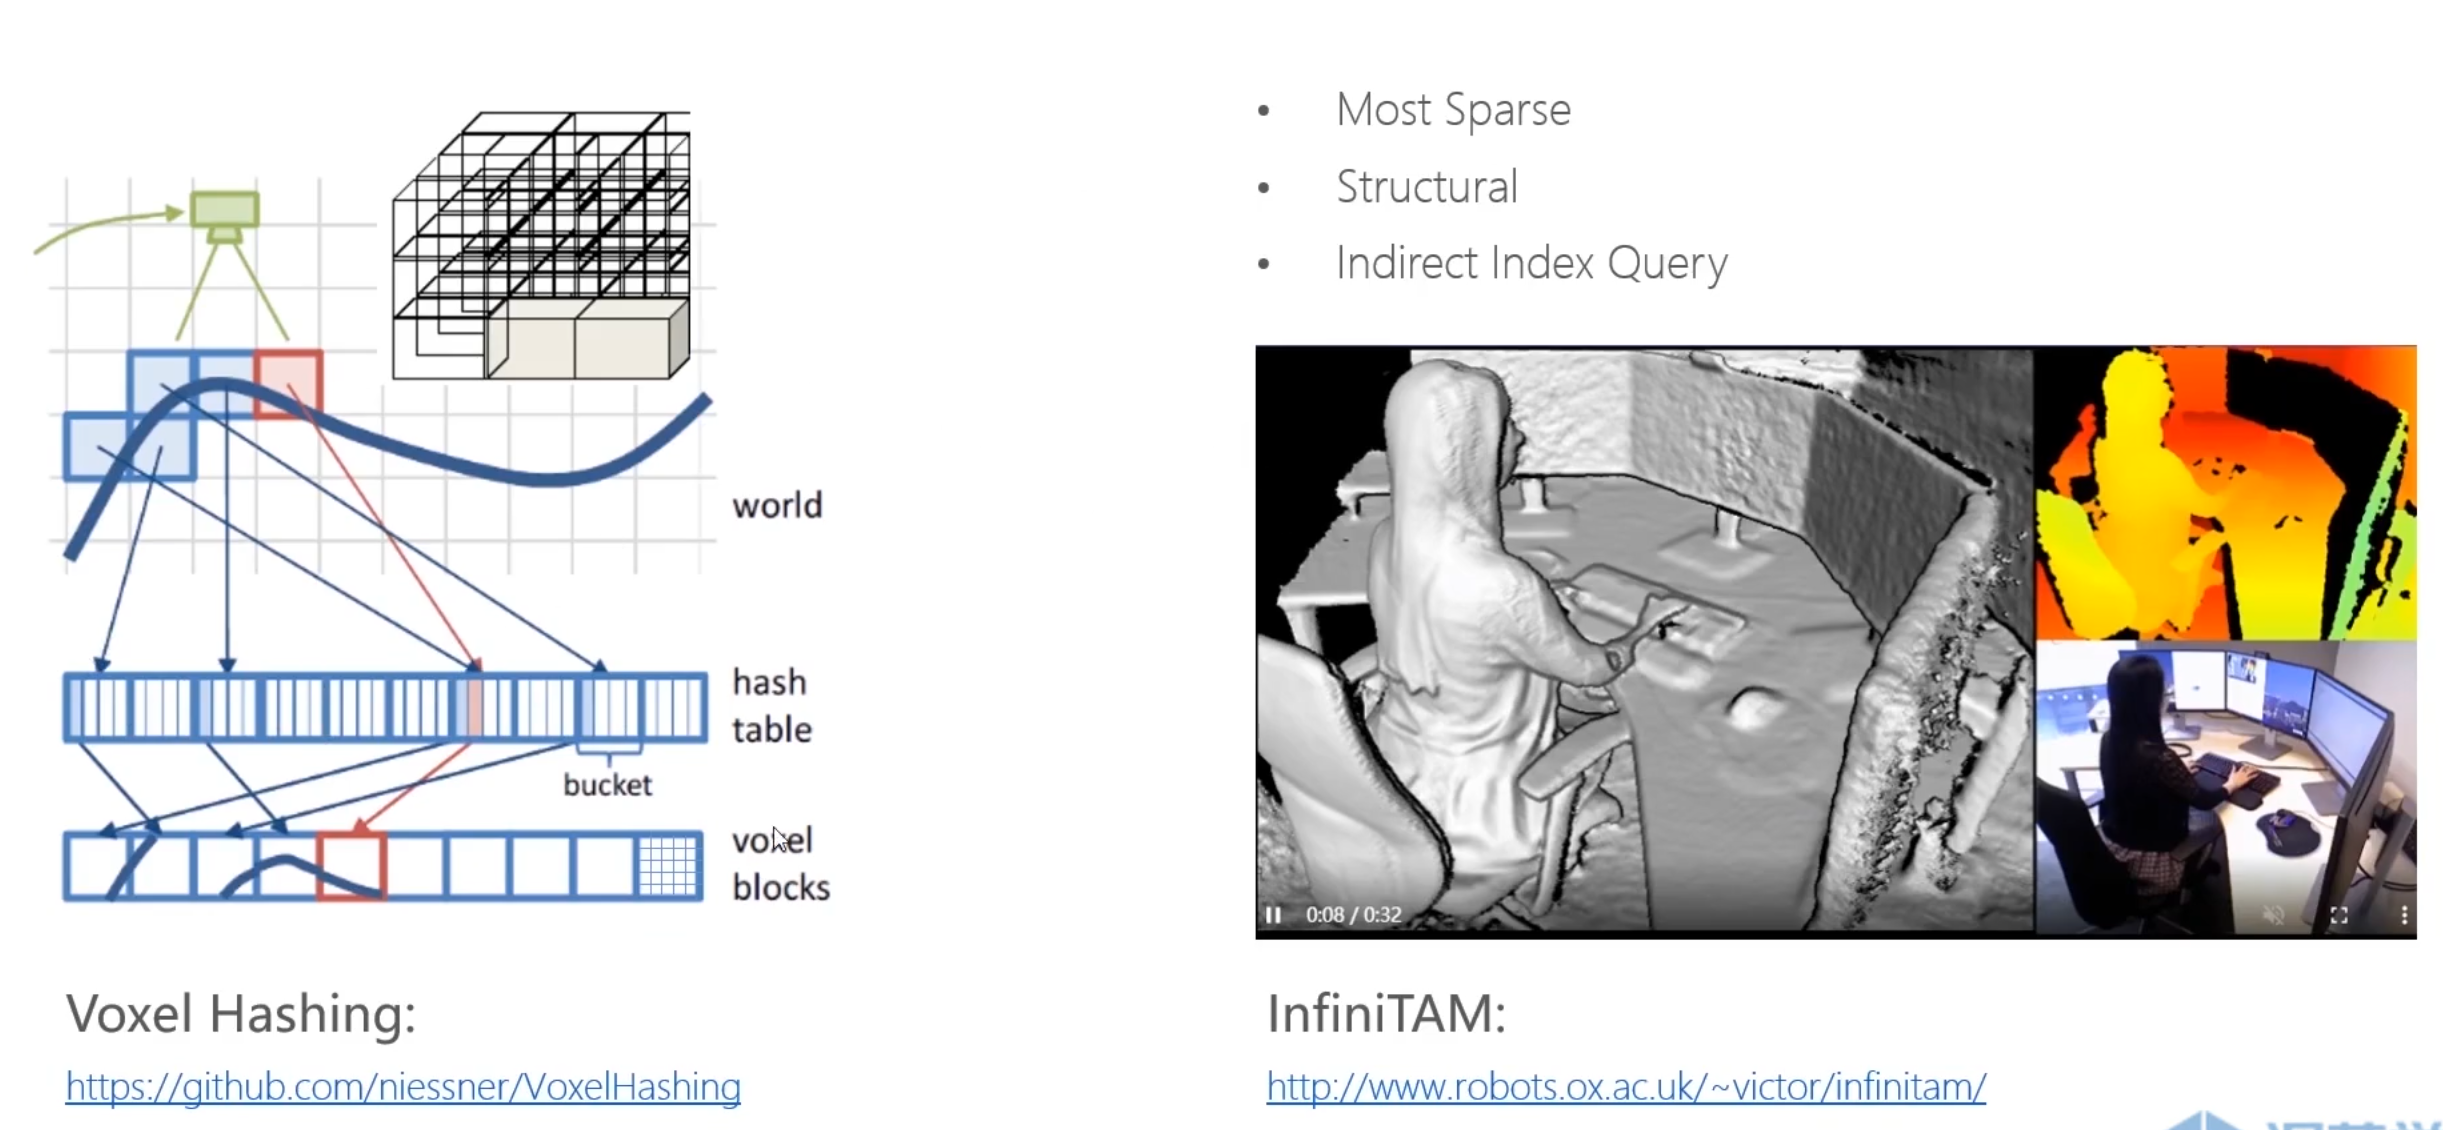 • Most Sparse
• Structural
• Indirect Index Query
world
hash
table
bucket
voxel
blocks
0:08 / 0:32
Voxel Hashing:
https://github.com/niessner/VoxelHashing
InfiniTAM:
http://www.robots.ox.ac.uk/~victor/infinitam/